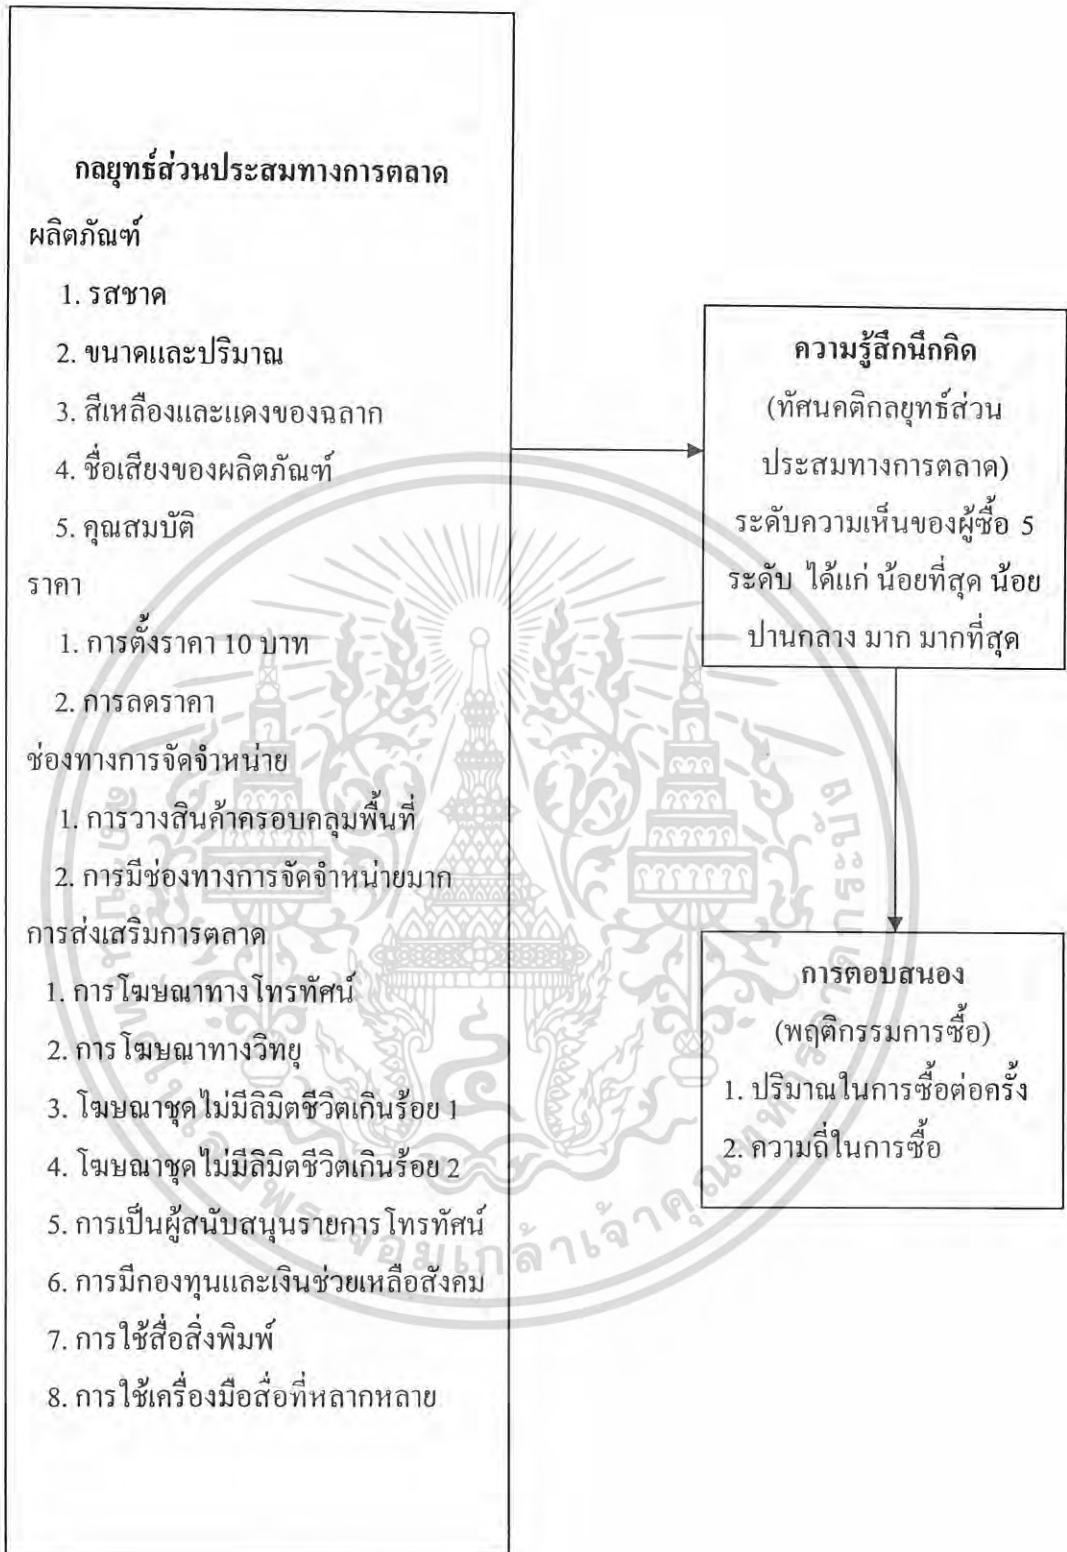 กลยุทธ์ส่วนประสมทางการตลาด
ผลิตภัณฑ์
1. รสชาด
2. ขนาดและปริมาณ
3. สีเหลืองและแดงของฉลาก
4. ชื่อเสียงของผลิตภัณฑ์
5. คุณสมบัติ
ราคา
1. การตั้งราคา 10 บาท
2. การลดราคา
ช่องทางการจัดจำหน่าย
1. การวางสินค้าครอบคลุมพื้นที่
2. การมีช่องทางการจัดจำหน่ายมาก
การส่งเสริมการตลาด
1. การโฆษณาทางโทรทัศน์
2. การโฆษณาทางวิทยุ
3. โฆษณาชุดไม่มีลิมิตชีวิตเกินร้อย 1
4. โฆษณาชุดไม่มีลิมิตชีวิตเกินร้อย 2
5. การเป็นผู้สนับสนุนรายการโทรทัศน์
6. การมีกองทุนและเงินช่วยเหลือสังคม
7. การใช้สื่อสิ่งพิมพ์
8. การใช้เครื่องมือสื่อที่หลากหลาย
ความรู้สึกนึกคิด
(ทัศนคติกลยุทธ์ส่วน
ประสมทางการตลาด)
ระดับความเห็นของผู้ซื้อ 5
ระดับ ได้แก่ น้อยที่สุด น้อย
ปานกลาง มาก มากที่สุด
การตอบสนอง
(พฤติกรรมการซื้อ)
1. ปริมาณในการซื้อต่อครั้ง
2. ความถี่ในการซื้อ